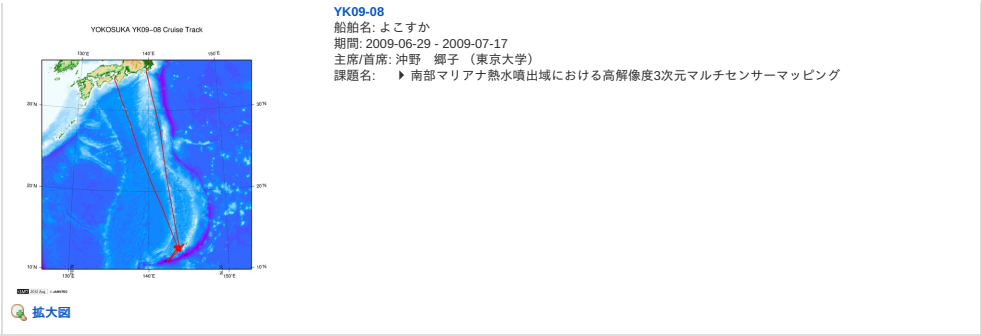 YK09-08
船舶名: よこすか
期間: 2009-06-29 - 2009-07-17
主席/首席: 沖野　郷子 （東京大学）
課題名: 南部マリアナ熱水噴出域における高解像度3次元マルチセンサーマッピング
YOKOSUKA YK09-08 Cruise Track
130°E 140°E 150°E
30°N 30°N
20°N 20°N
10°N 10°N
130°E 140°E 150°E
拡大図